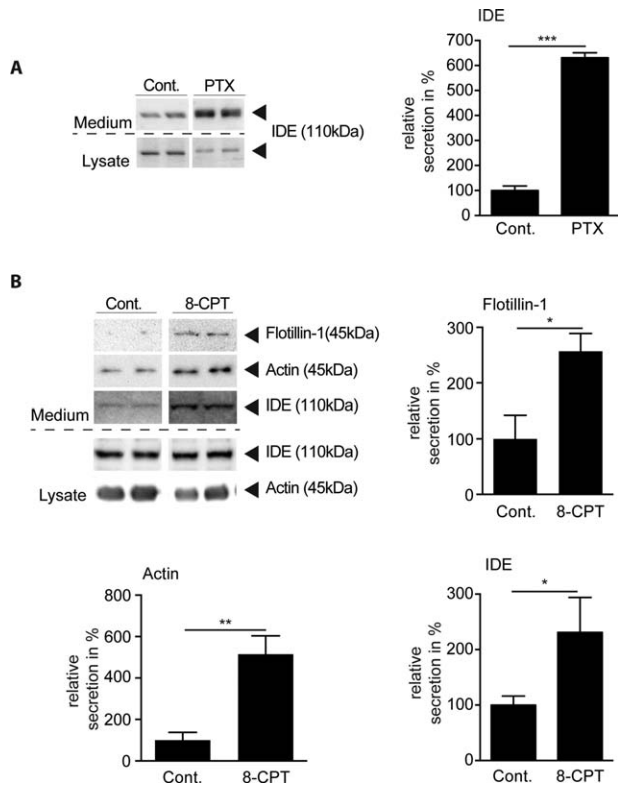 A
Cont. PTX
Medium
IDE (110kDa)
Lysate
IDE
***
relative
secretion in %
700
600
500
400
300
200
100
0
Cont. PTX
B
Cont. 8-CPT
Flotillin-1(45kDa)
Actin (45kDa)
IDE (110kDa)
Medium
IDE (110kDa)
Lysate
Actin (45kDa)
Flotillin-1
*
relative
secretion in %
300
200
100
0
Cont. 8-CPT
Actin
**
relative
secretion in %
800
600
400
200
0
Cont. 8-CPT
IDE
*
relative
secretion in %
300
200
100
0
Cont. 8-CPT